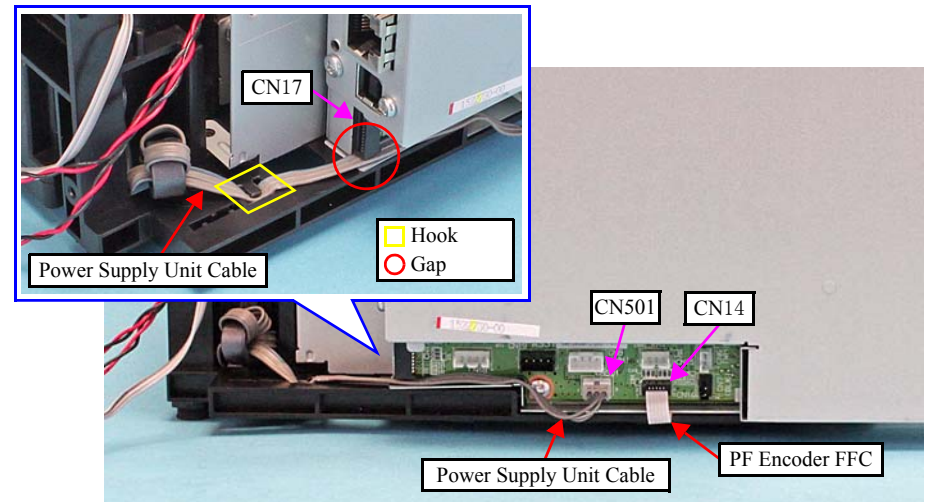 CN17
Hook
Gap
Power Supply Unit Cable
CN501
CN14
Power Supply Unit Cable
PF Encoder FFC